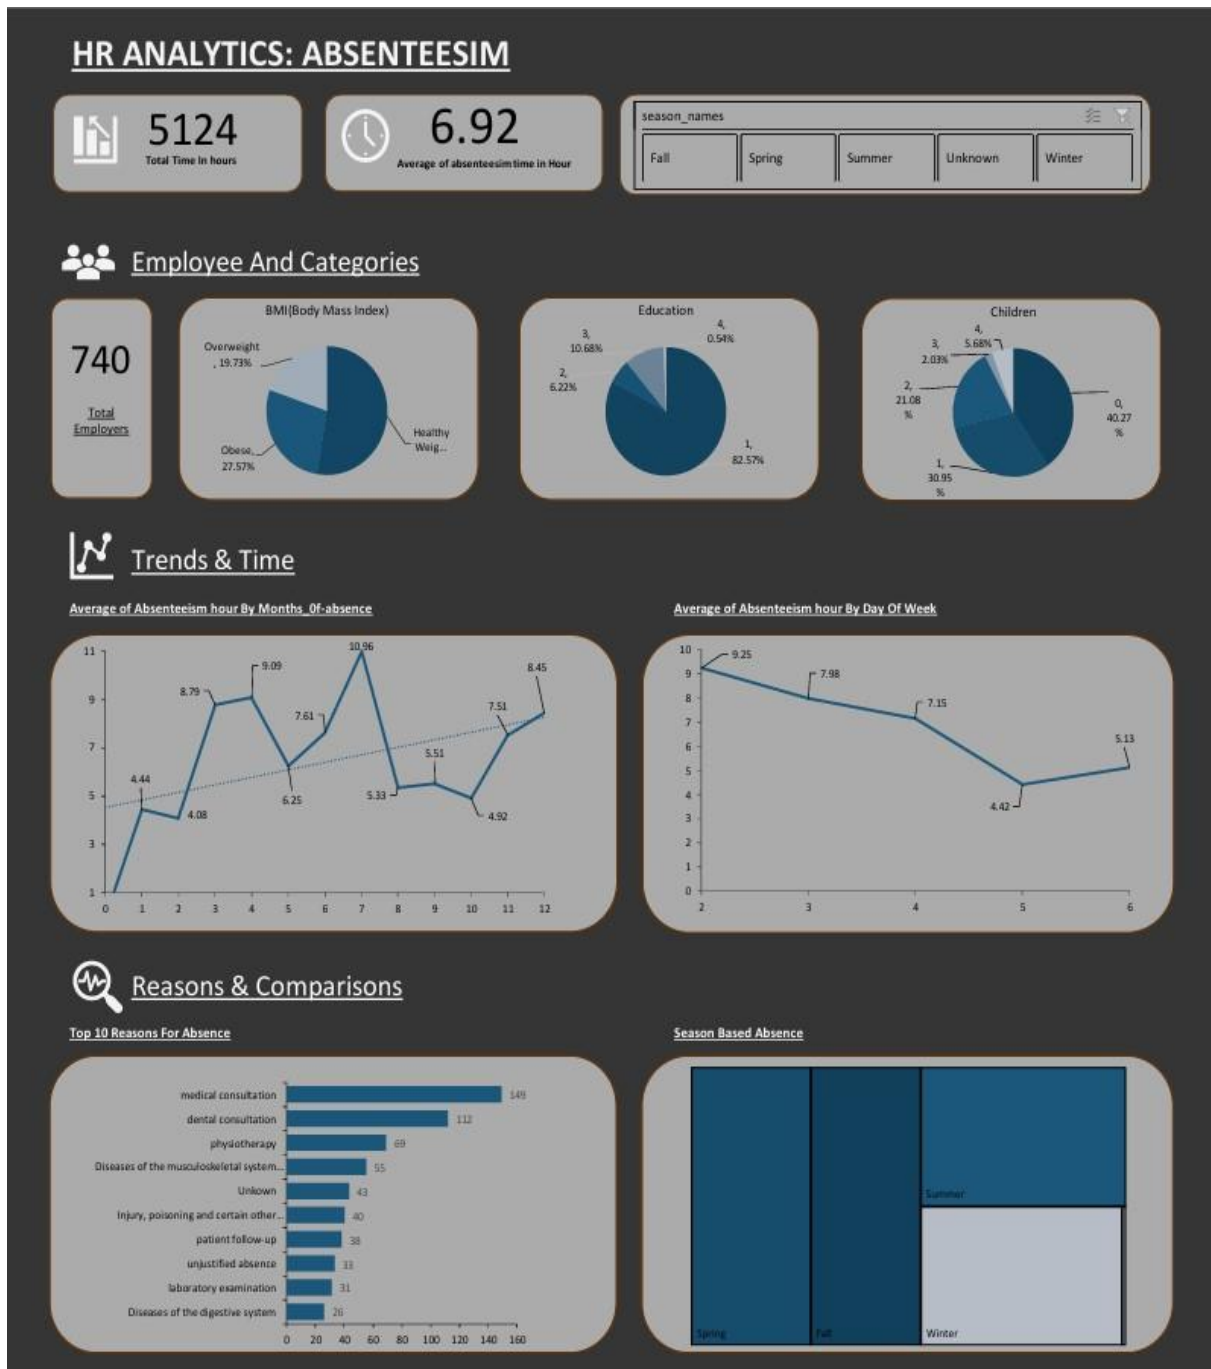 HR ANALYTICS: ABSENTEESIM
5124
Total Time In hours
6.92
Average of absenteesim time in Hour
season_names
Fall
Spring
Summer
Unknown
Winter
Employee And Categories
740
Total
Employers
BMI(Body Mass Index)
Overweight
, 19.73%
Obese,
27.57%
Healthy
Weig...
Education
4,
0.54%
3,
10.68%
2,
6.22%
1,
82.57%
Children
4,
5.68%
3,
2.03%
2,
21.08
%
0,
40.27
%
1,
30.95
%
Trends & Time
Average of Absenteeism hour By Months_0f-absence
11
9
7
5
3
1
4.44
4.08
8.79
9.09
6.25
7.61
10.96
5.33
5.51
4.92
7.51
8.45
0 1 2 3 4 5 6 7 8 9 10 11 12
Average of Absenteeism hour By Day Of Week
10
9
8
7
6
5
4
3
2
1
0
9.25
7.98
7.15
4.42
5.13
2 3 4 5 6
Reasons & Comparisons
Top 10 Reasons For Absence
medical consultation 149
dental consultation 112
physiotherapy 69
Diseases of the musculoskeletal system... 55
Unkown 43
Injury, poisoning and certain other... 40
patient follow-up 38
unjustified absence 33
laboratory examination 31
Diseases of the digestive system 26
0 20 40 60 80 100 120 140 160
Season Based Absence
Spring
Fall
Summer
Winter